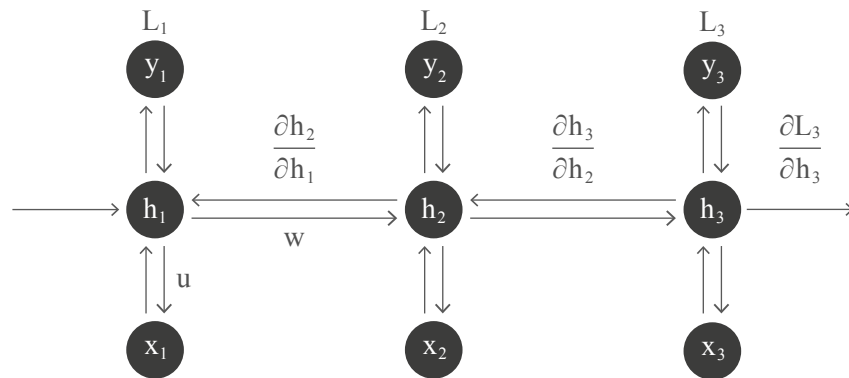 L₁ L₂ L₃
y₁ y₂ y₃
∂h₂/∂h₁ ∂h₃/∂h₂ ∂L₃/∂h₃
h₁ h₂ h₃
w
u
x₁ x₂ x₃